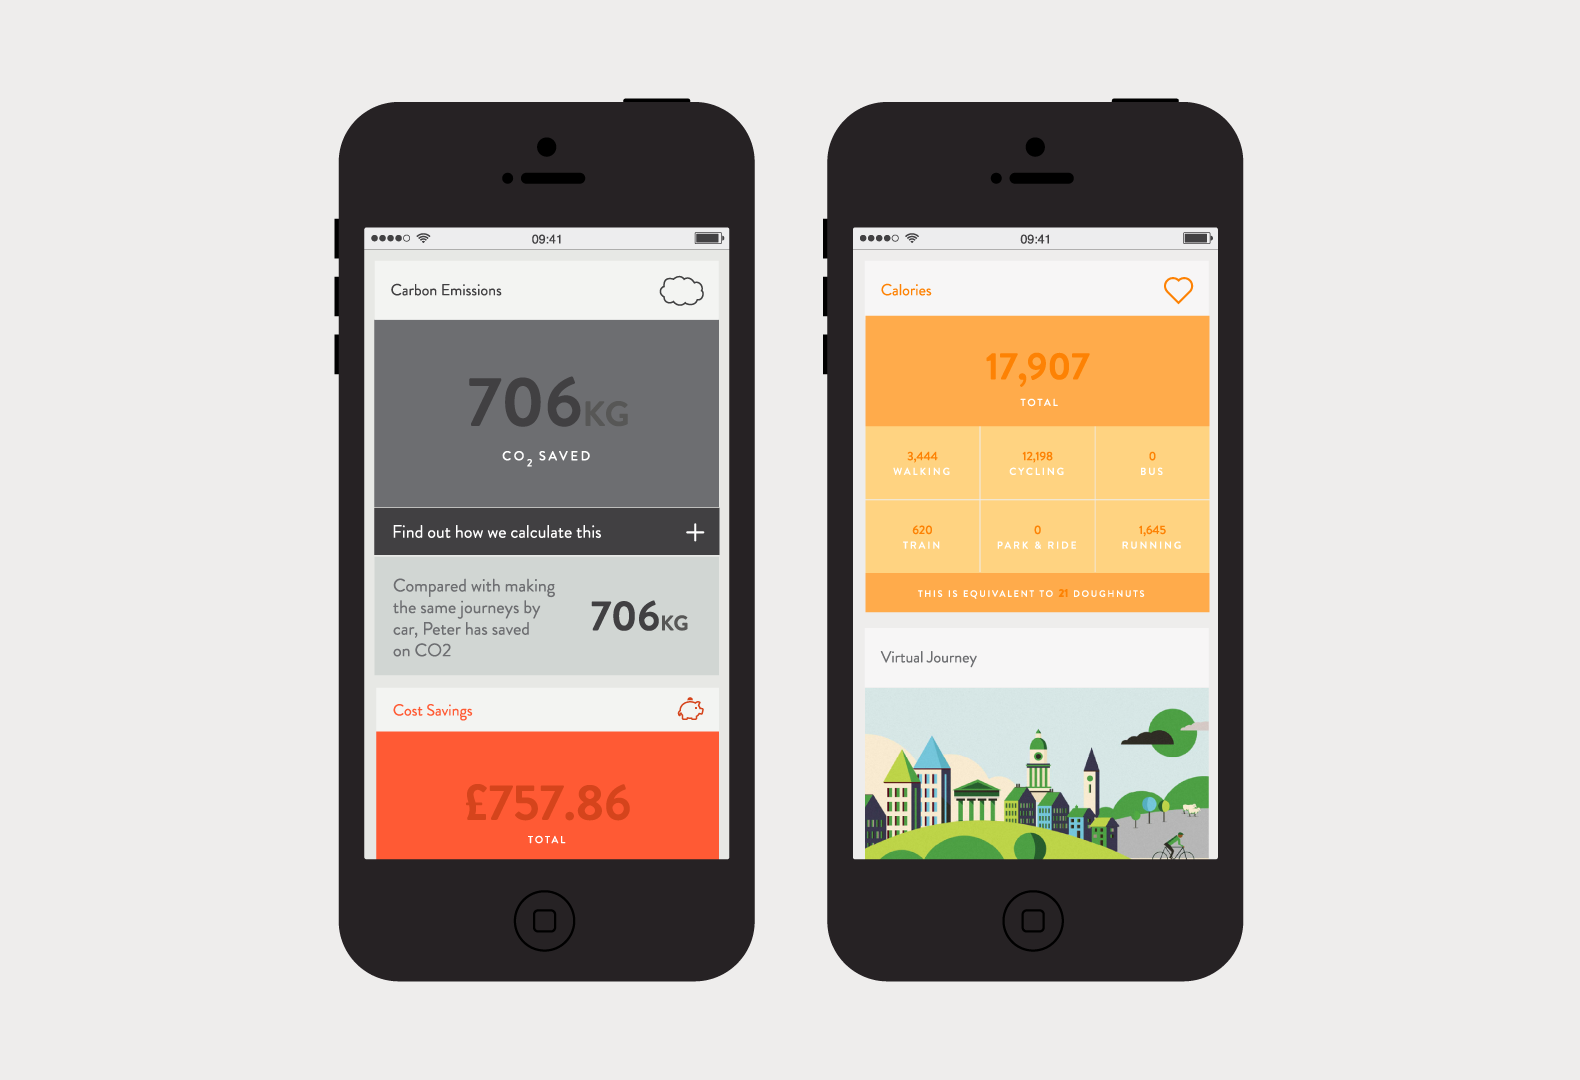 09:41
Carbon Emissions
706KG
CO2 SAVED
Find out how we calculate this
Compared with making
the same journeys by
car, Peter has saved
on CO2
706KG
Cost Savings
£757.86
TOTAL
09:41
Calories
17,907
TOTAL
3,444
WALKING
12,198
CYCLING
0
BUS
620
TRAIN
0
PARK & RIDE
1,645
RUNNING
THIS IS EQUIVALENT TO 21 DOUGHNUTS
Virtual Journey